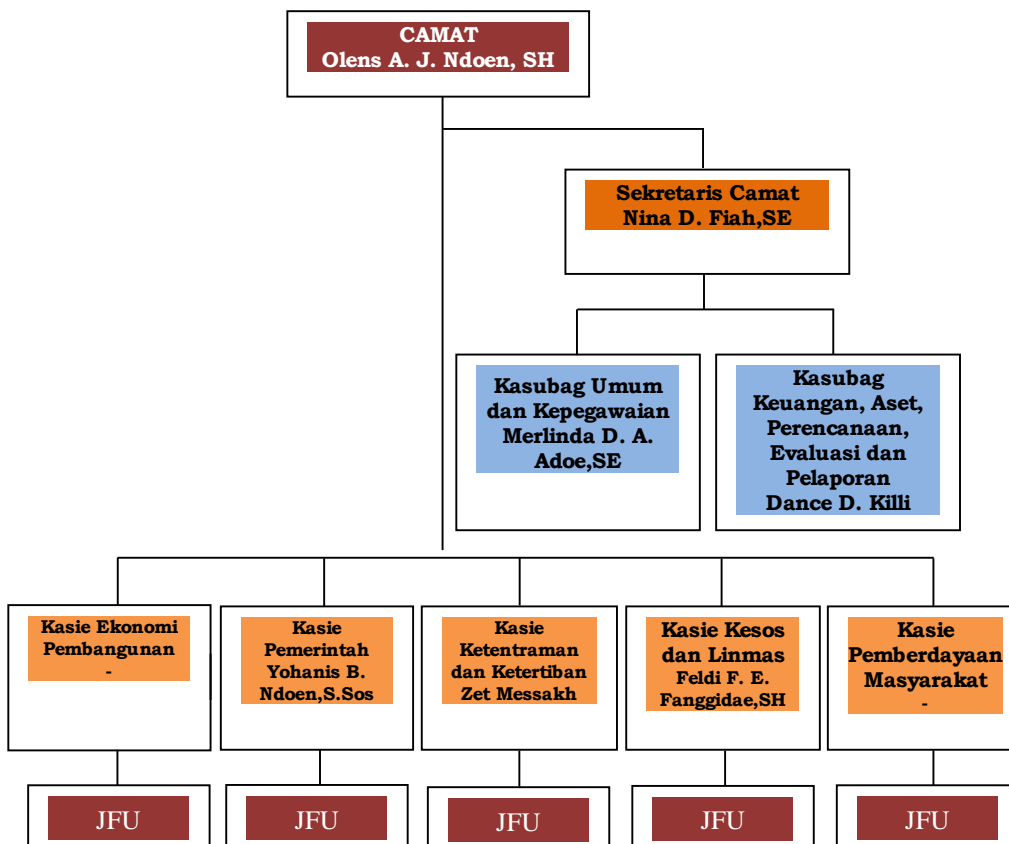 CAMAT
Olens A. J. Ndoen, SH
Sekretaris Camat
Nina D. Fiah,SE
Kasubag Umum
dan Kepegawaian
Merlinda D. A.
Adoe,SE
Kasubag
Keuangan, Aset,
Perencanaan,
Evaluasi dan
Pelaporan
Dance D. Killi
Kasie Ekonomi
Pembangunan
-
Kasie
Pemerintah
Yohanis B.
Ndoen,S.Sos
Kasie
Ketentraman
dan Ketertiban
Zet Messakh
Kasie Kesos
dan Linmas
Feldi F. E.
Fanggidae,SH
Kasie
Pemberdayaan
Masyarakat
-
JFU
JFU
JFU
JFU
JFU